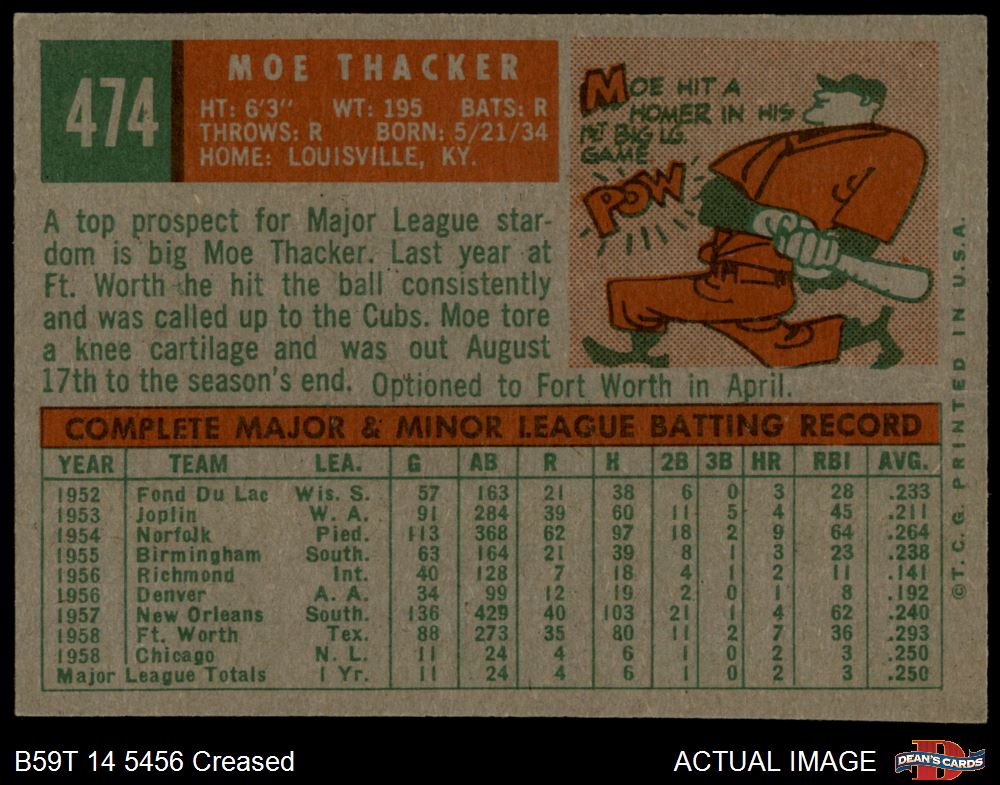 474
MOE THACKER
HT: 6'3" WT: 195 BATS: R
THROWS: R BORN: 5/21/34
HOME: LOUISVILLE, KY.
MOE HIT A
HOMER IN HIS
1ST BIG LG.
GAME
POW
A top prospect for Major League star-
dom is big Moe Thacker. Last year at
Ft. Worth he hit the ball consistently
and was called up to the Cubs. Moe tore
a knee cartilage and was out August
17th to the season's end. Optioned to Fort Worth in April.
COMPLETE MAJOR & MINOR LEAGUE BATTING RECORD
YEAR TEAM LEA. G AB R H 2B 3B HR RBI AVG.
1952 Fond Du Lac Wis. S. 57 163 21 38 6 0 3 28 .233
1953 Joplin W. A. 91 284 39 60 11 5 4 45 .211
1954 Norfolk Pied. 113 368 62 97 18 2 9 64 .264
1955 Birmingham South. 63 164 21 39 8 1 3 23 .238
1956 Richmond Int. 40 128 7 18 4 1 2 11 .141
1956 Denver A. A. 34 99 12 19 2 0 1 8 .192
1957 New Orleans South. 136 429 40 103 21 1 4 62 .240
1958 Ft. Worth Tex. 88 273 35 80 11 2 7 36 .293
1958 Chicago N. L. 11 24 4 6 1 0 2 3 .250
Major League Totals 1 Yr. 11 24 4 6 1 0 2 3 .250
©T. C. G. PRINTED IN U.S.A.
B59T 14 5456 Creased
ACTUAL IMAGE
D
DEAN'S CARDS